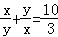 x/y + y/x = 10/3